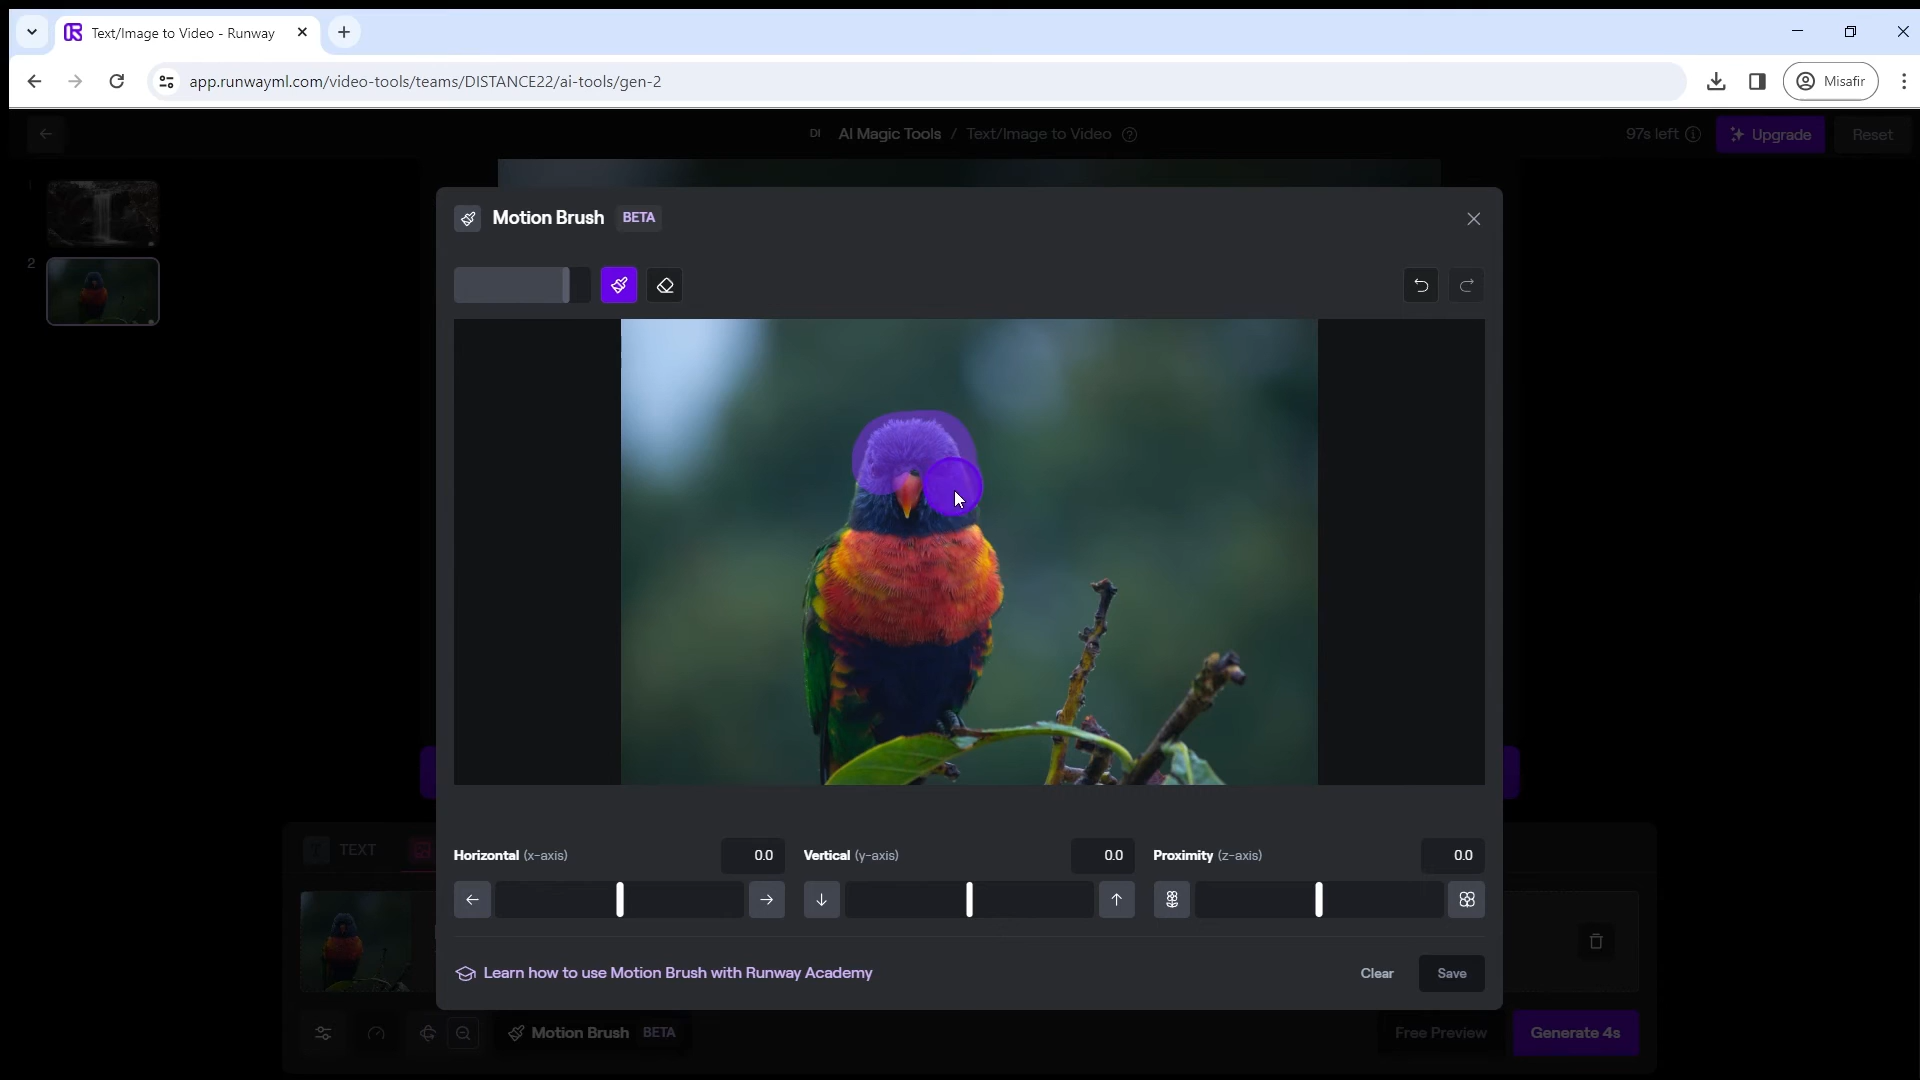 Text/Image to Video - Runway
app.runwayml.com/video-tools/teams/DISTANCE22/ai-tools/gen-2
Misafir
DI AI Magic Tools / Text/Image to Video
97s left
Upgrade
Reset
1
2
Motion Brush BETA
Horizontal (x-axis) 0.0
Vertical (y-axis) 0.0
Proximity (z-axis) 0.0
T TEXT
Learn how to use Motion Brush with Runway Academy
Clear
Save
Motion Brush BETA
Free Preview
Generate 4s